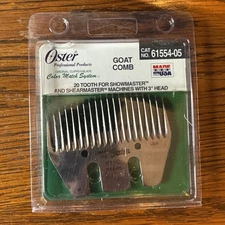 Oster
Professional Products
Color Match System
GOAT
COMB
CAT
NO. 61554-05
MADE
USA
20 TOOTH FOR SHOWMASTER™
AND SHEARMASTER™ MACHINES WITH 3" HEAD